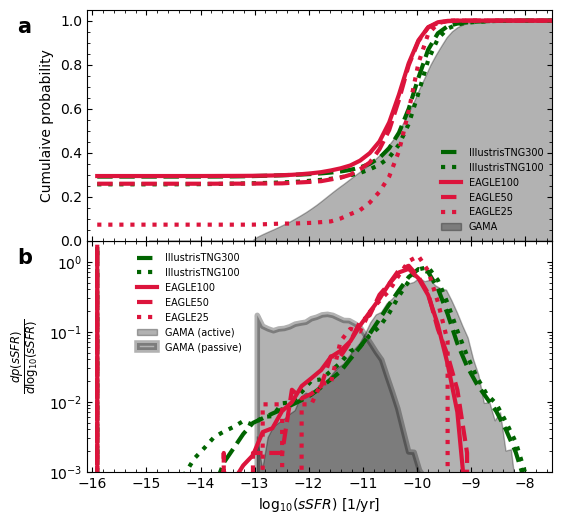 a
Cumulaive probability
1.0
0.8
0.6
0.4
0.2
0.0
IllustrisTNG300
IllustrisTNG100
EAGLE100
EAGLE50
EAGLE25
GAMA
b
dp(sSFR)
dlog10(sSFR)
10⁰
10⁻¹
10⁻²
10⁻³
IllustrisTNG300
IllustrisTNG100
EAGLE100
EAGLE50
EAGLE25
GAMA (active)
GAMA (passive)
−16 −15 −14 −13 −12 −11 −10 −9 −8
log₁₀(sSFR) [1/yr]